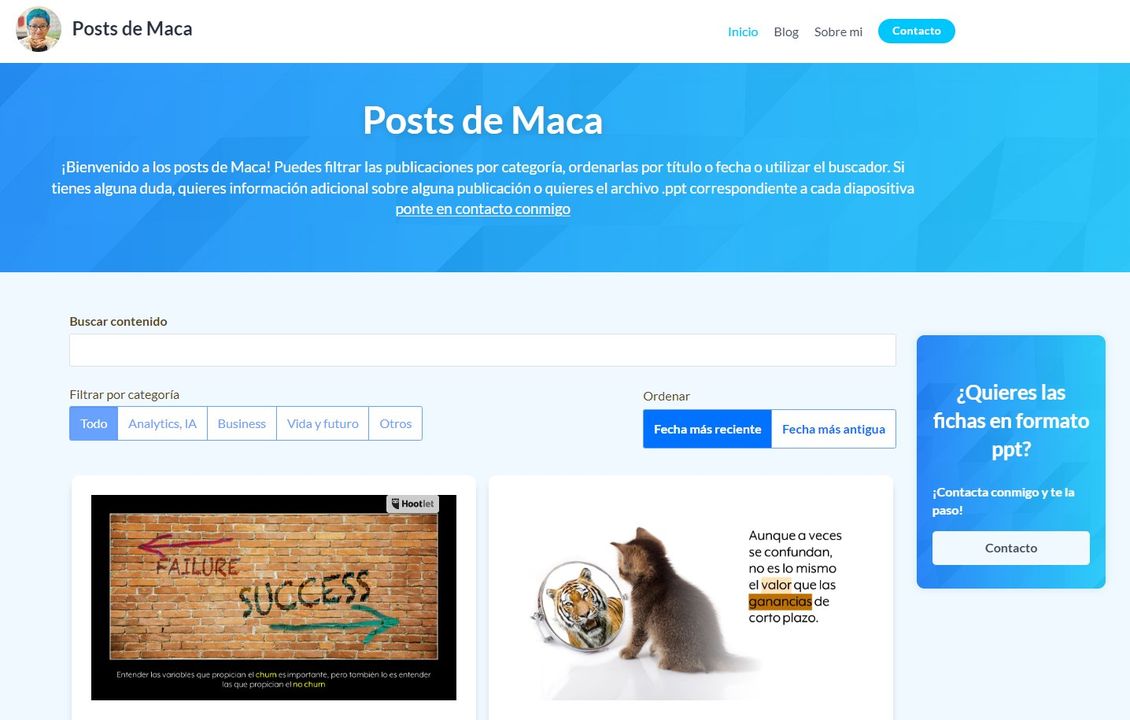 Posts de Maca
Inicio
Blog
Sobre mi
Contacto
Posts de Maca
¡Bienvenido a los posts de Maca! Puedes filtrar las publicaciones por categoría, ordenarlas por título o fecha o utilizar el buscador. Si
tienes alguna duda, quieres información adicional sobre alguna publicación o quieres el archivo .ppt correspondiente a cada diapositiva
ponte en contacto conmigo
Buscar contenido
Filtrar por categoría
Todo
Analytics, IA
Business
Vida y futuro
Otros
Ordenar
Fecha más reciente
Fecha más antigua
¿Quieres las
fichas en formato
ppt?
¡Contacta conmigo y te la
paso!
Contacto
Hootlet
FAILURE
SUCCESS
Entender las variables que propician el churn es importante, pero también lo es entender
las que propician el no churn
Aunque a veces
se confundan,
no es lo mismo
el valor que las
ganancias de
corto plazo.